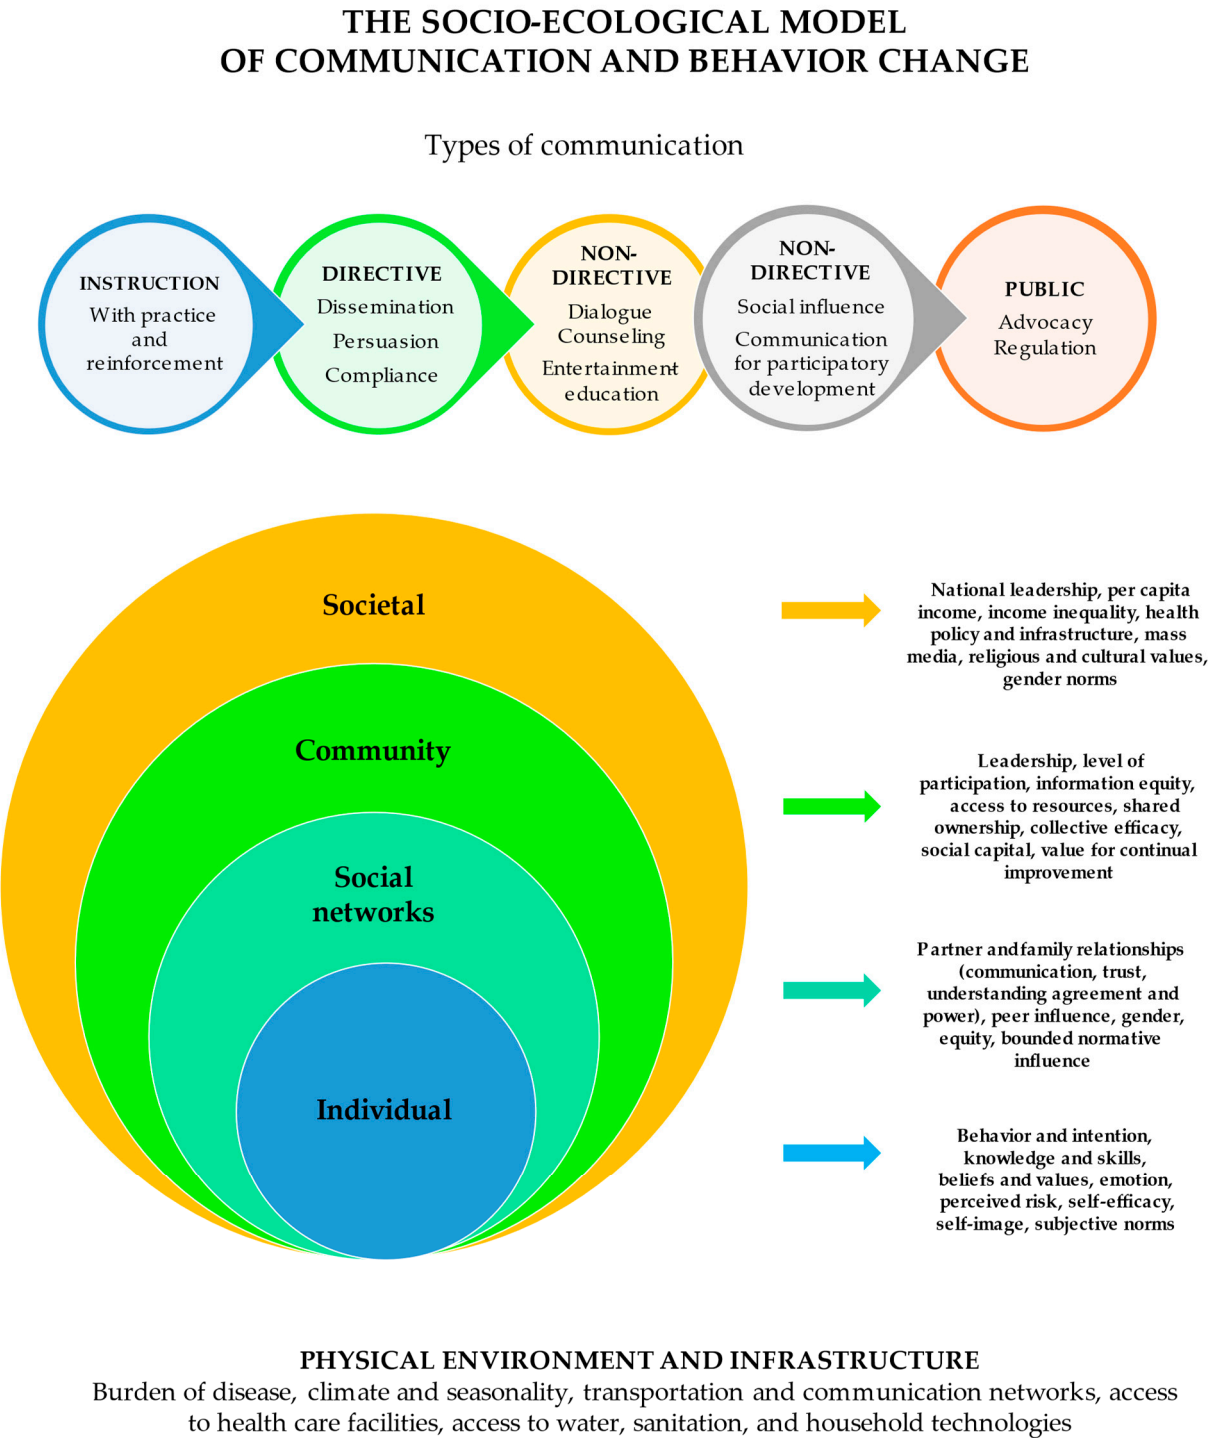 THE SOCIO-ECOLOGICAL MODEL
OF COMMUNICATION AND BEHAVIOR CHANGE
Types of communication
INSTRUCTION
With practice
and
reinforcement
DIRECTIVE
Dissemination
Persuasion
Compliance
NON-
DIRECTIVE
Dialogue
Counseling
Entertainment-
education
NON-
DIRECTIVE
Social influence
Communication
for participatory
development
PUBLIC
Advocacy
Regulation
Societal
National leadership, per capita
income, income inequality, health
policy and infrastructure, mass
media, religious and cultural values,
gender norms
Community
Leadership, level of
participation, information equity,
access to resources, shared
ownership, collective efficacy,
social capital, value for continual
improvement
Social
networks
Partner and family relationships
(communication, trust,
understanding agreement and
power), peer influence, gender,
equity, bounded normative
influence
Individual
Behavior and intention,
knowledge and skills,
beliefs and values, emotion,
perceived risk, self-efficacy,
self-image, subjective norms
PHYSICAL ENVIRONMENT AND INFRASTRUCTURE
Burden of disease, climate and seasonality, transportation and communication networks, access
to health care facilities, access to water, sanitation, and household technologies